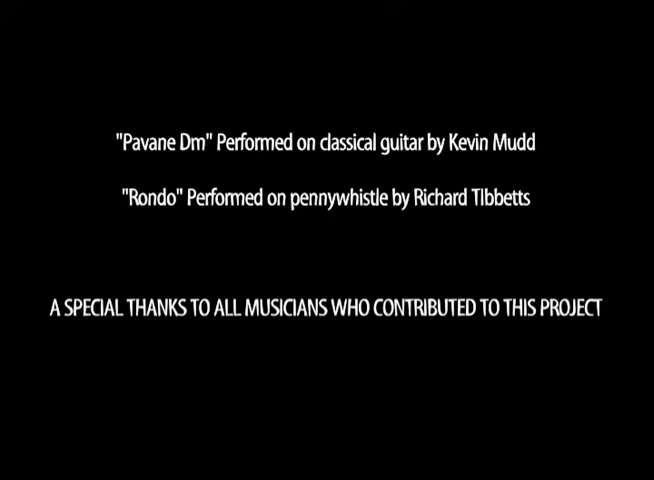 "Pavane Dm" Performed on classical guitar by Kevin Mudd
"Rondo" Performed on pennywhistle by Richard TIbbetts
A SPECIAL THANKS TO ALL MUSICIANS WHO CONTRIBUTED TO THIS PROJECT